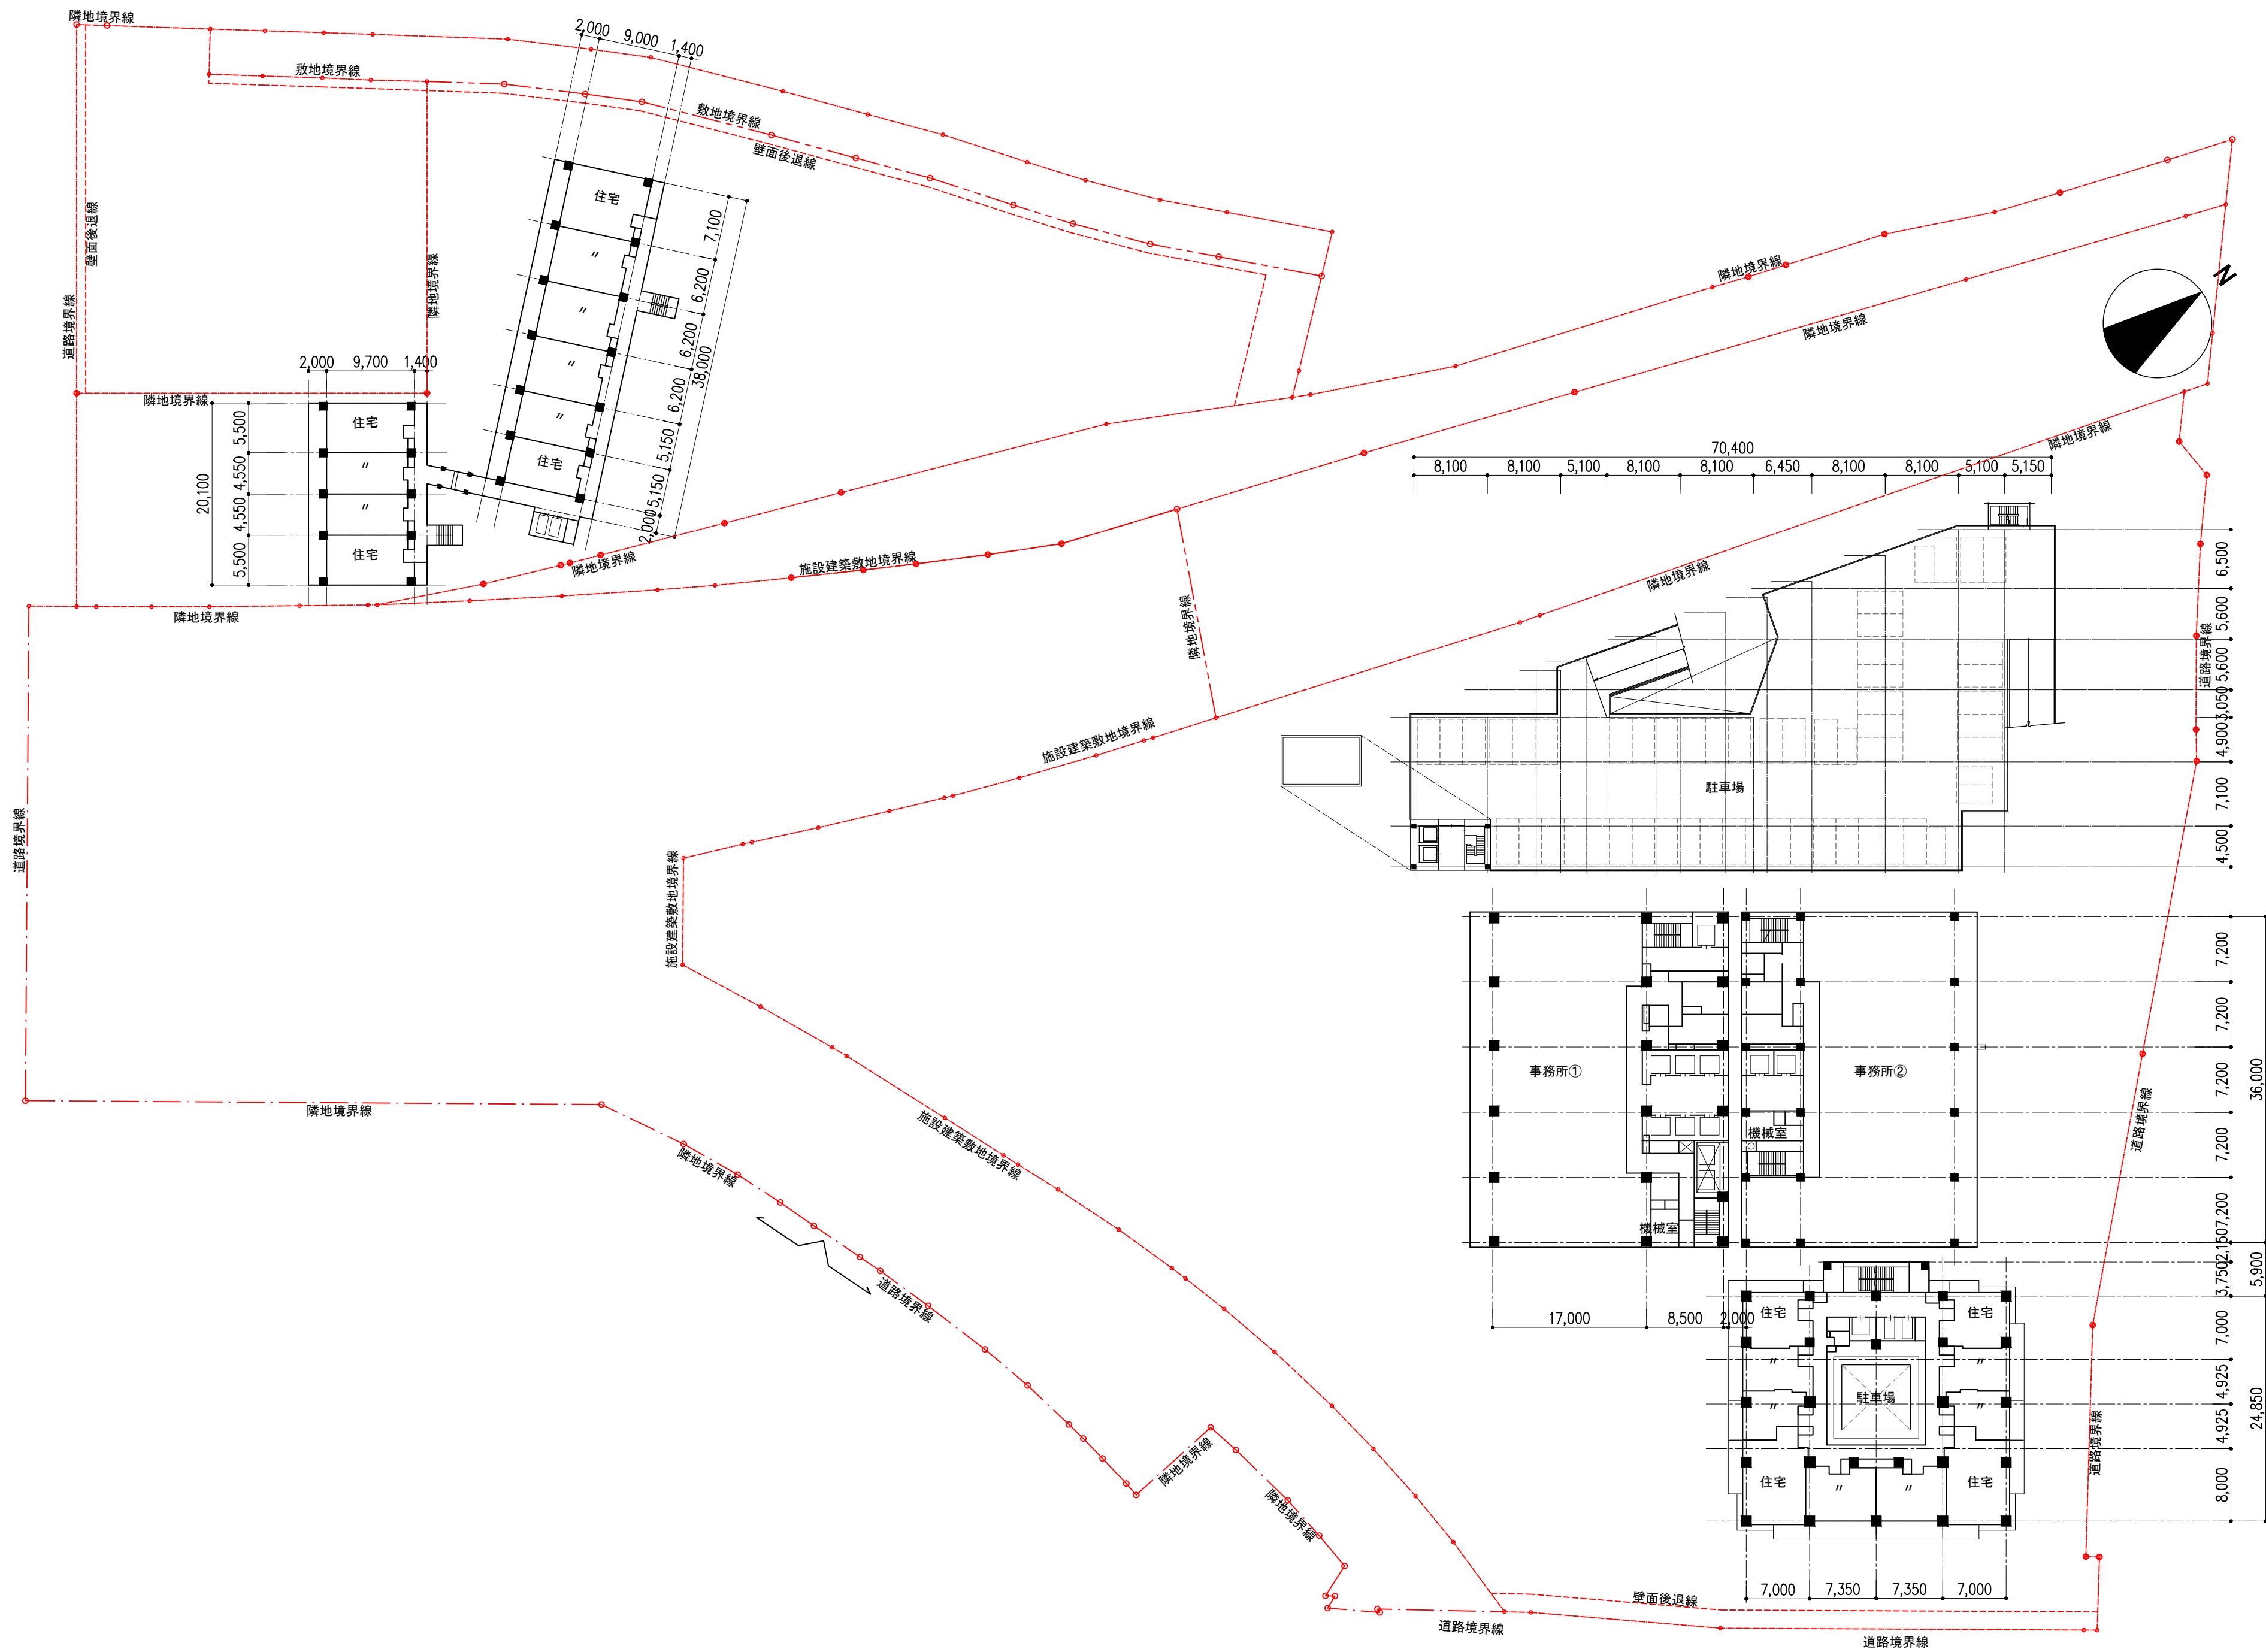 隣地境界線
2,000 9,000 1,400
敷地境界線
敷地境界線
壁面後退線
壁面後退線
道路境界線
隣地境界線
隣地境界線
住宅
〃
〃
〃
〃
住宅
7,100
6,200
6,200
6,200
5,150
5,150
2,000
38,000
2,000 9,700 1,400
5,500
4,550
4,550
5,500
20,100
住宅
〃
〃
住宅
隣地境界線
隣地境界線
施設建築敷地境界線
隣地境界線
隣地境界線
隣地境界線
N
隣地境界線
隣地境界線
施設建築敷地境界線
施設建築敷地境界線
道路境界線
70,400
8,100 8,100 5,100 8,100 8,100 6,450 8,100 8,100 5,100 5,150
駐車場
6,500
5,600
5,600
3,050
4,900
7,100
4,500
道路境界線
事務所①
事務所②
機械室
機械室
7,200
7,200
7,200
7,200
7,200
36,000
2,150
3,750
5,900
17,000 8,500 2,000
道路境界線
隣地境界線
隣地境界線
施設建築敷地境界線
道路境界線
隣地境界線
隣地境界線
住宅 住宅
〃 〃
駐車場
〃 〃
住宅 〃 〃 住宅
7,000
4,925
4,925
8,000
24,850
道路境界線
7,000 7,350 7,350 7,000
壁面後退線
道路境界線
道路境界線